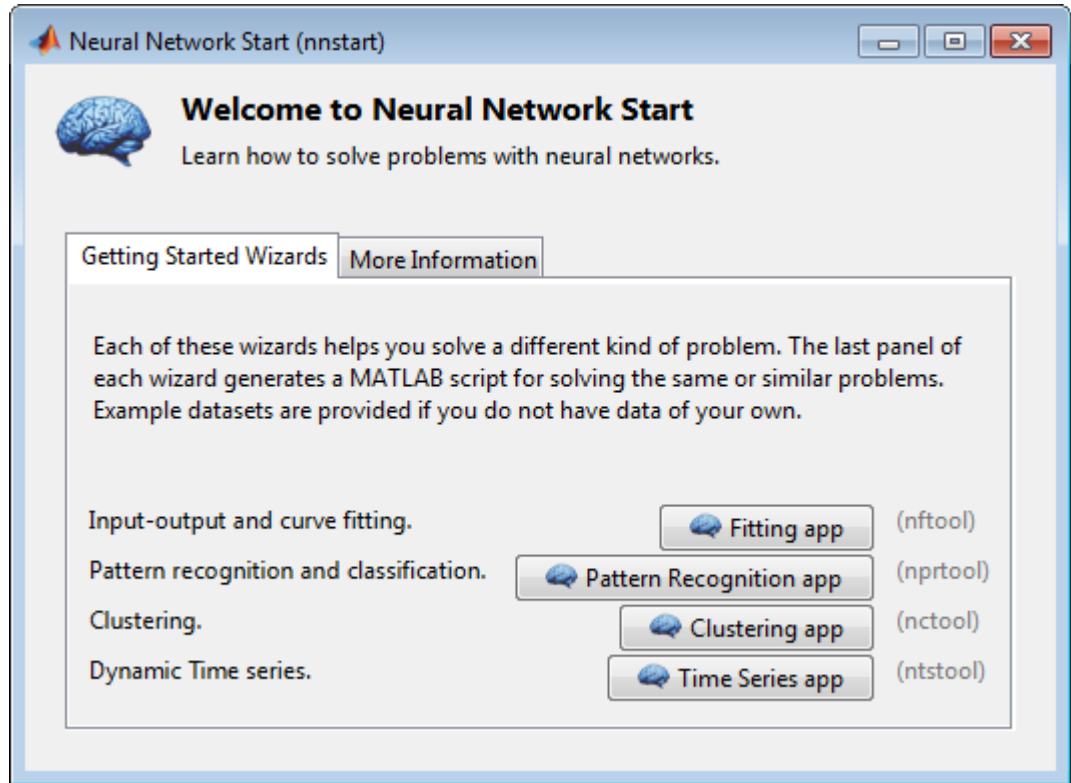 Neural Network Start (nnstart)
Welcome to Neural Network Start
Learn how to solve problems with neural networks.
Getting Started Wizards
More Information
Each of these wizards helps you solve a different kind of problem. The last panel of
each wizard generates a MATLAB script for solving the same or similar problems.
Example datasets are provided if you do not have data of your own.
Input-output and curve fitting.
Fitting app
(nftool)
Pattern recognition and classification.
Pattern Recognition app
(nprtool)
Clustering.
Clustering app
(nctool)
Dynamic Time series.
Time Series app
(ntstool)